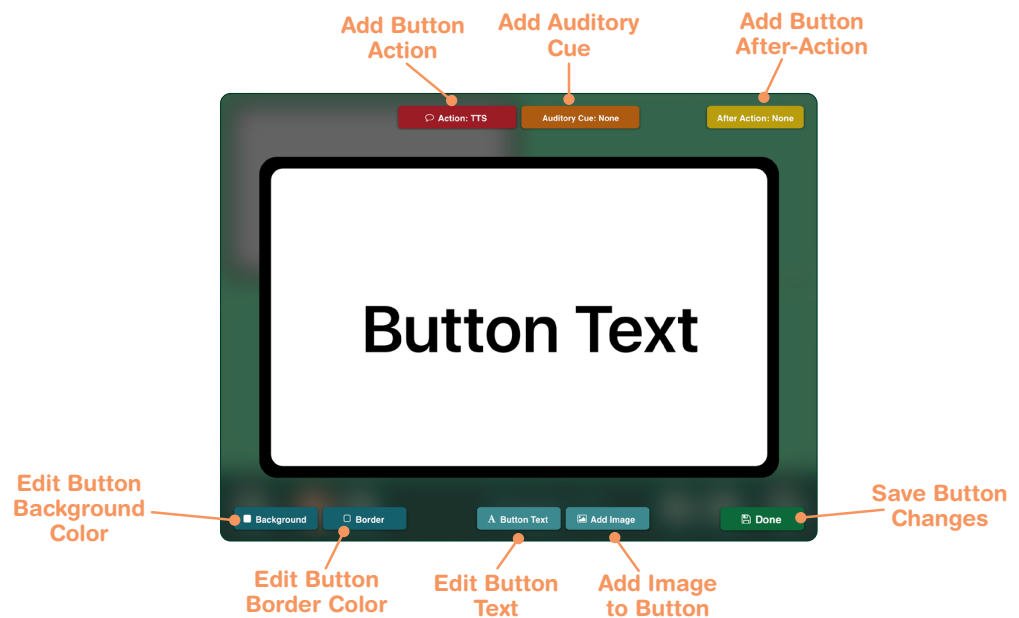 Add Button
Action
Add Auditory
Cue
Add Button
After-Action
Action: TTS
Auditory Cue: None
After Action: None
Button Text
Edit Button
Background
Color
Background
Border
Button Text
Add Image
Done
Save Button
Changes
Edit Button
Border Color
Edit Button
Text
Add Image
to Button